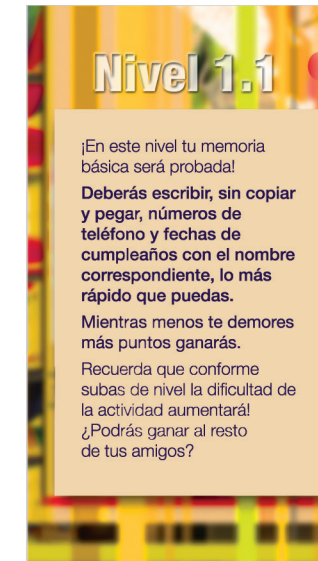 Nivel 1.1
¡En este nivel tu memoria
básica será probada!
Deberás escribir, sin copiar
y pegar, números de
teléfono y fechas de
cumpleaños con el nombre
correspondiente, lo más
rápido que puedas.
Mientras menos te demores
más puntos ganarás.
Recuerda que conforme
subas de nivel la dificultad de
la actividad aumentará!
¿Podrás ganar al resto
de tus amigos?